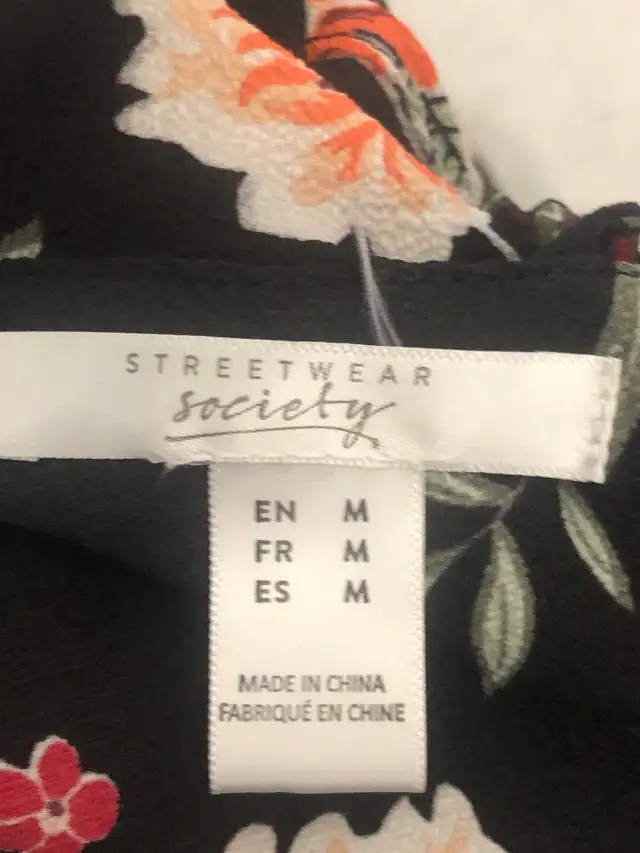 STREETWEAR
society
EN M
FR M
ES M
MADE IN CHINA
FABRIQUÉ EN CHINE